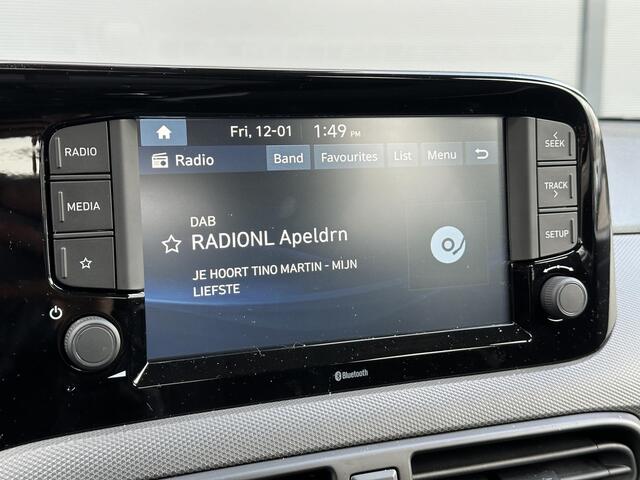 Fri, 12-01 1:49 PM
Radio Band Favourites List Menu
DAB
RADIONL Apeldrn
JE HOORT TINO MARTIN - MIJN
LIEFSTE
RADIO
MEDIA
< SEEK
TRACK >
SETUP
Bluetooth